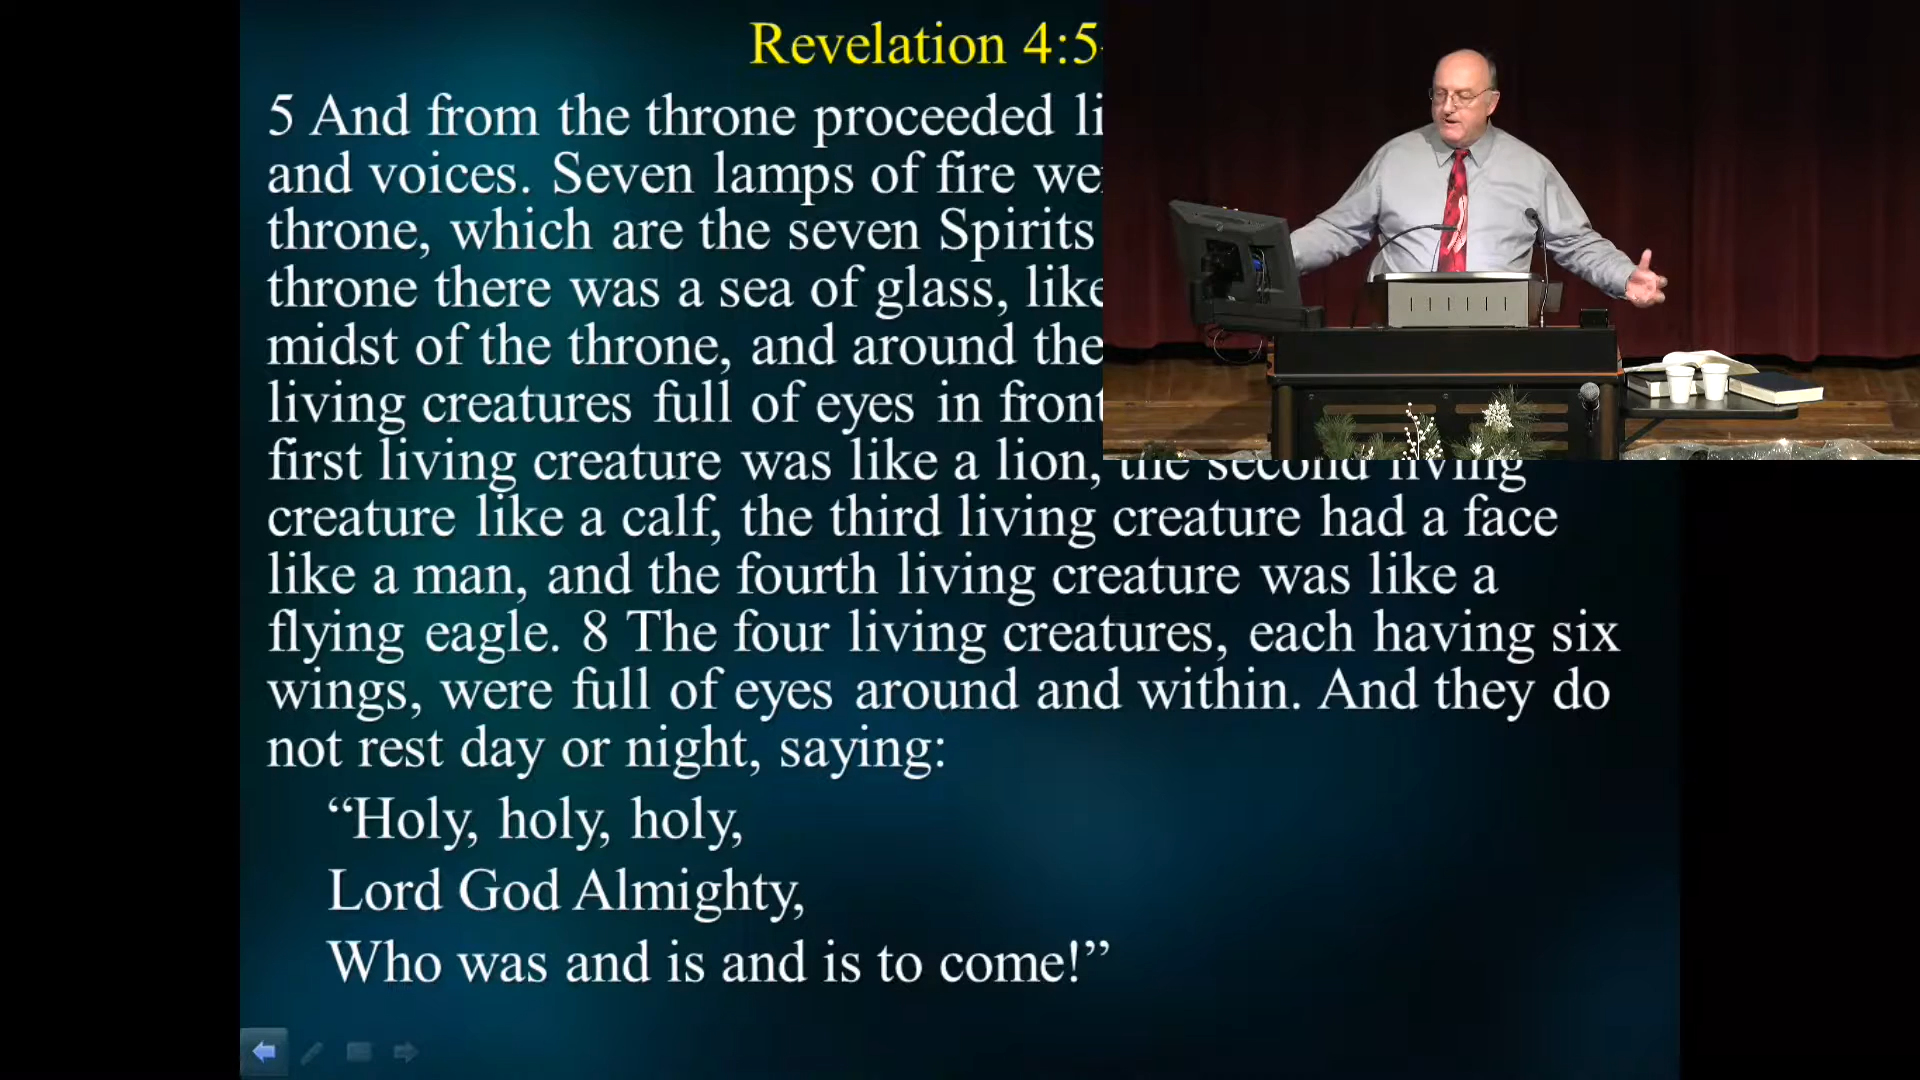 Revelation 4:5-
5 And from the throne proceeded
and voices. Seven lamps of fire
throne, which are the seven Spirits
throne there was a sea of glass, like
midst of the throne, and around the
living creatures full of eyes in front
first living creature was like a lion, the second living
creature like a calf, the third living creature had a face
like a man, and the fourth living creature was like a
flying eagle. 8 The four living creatures, each having six
wings, were full of eyes around and within. And they do
not rest day or night, saying:
“Holy, holy, holy,
Lord God Almighty,
Who was and is and is to come!”